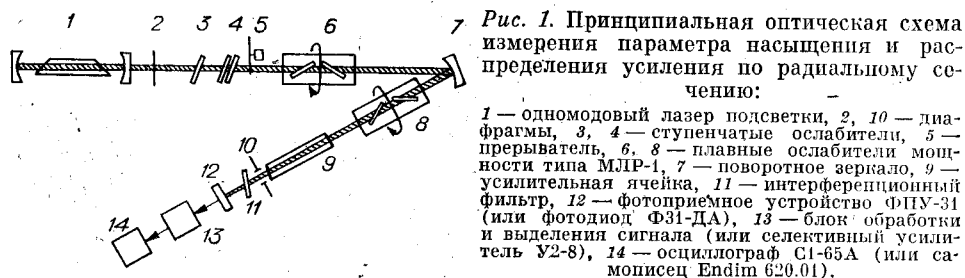 1
2
3
4
5
6
7
8
9
10
11
12
13
14
Рис. 1. Принципиальная оптическая схема
измерения параметра насыщения и рас-
пределения усиления по радиальному се-
чению:
1 — одномодовый лазер подсветки, 2, 10 — диа-
фрагмы, 3, 4 — ступенчатые ослабители, 5 —
прерыватель, 6, 8 — плавные ослабители мощ-
ности типа МЛР-1, 7 — поворотное зеркало, 9 —
усилительная ячейка, 11 — интерференционный
фильтр, 12 — фотоприемное устройство ФПУ-31
(или фотодиод ФЗ1-ДА), 13 — блок обработки
и выделения сигнала (или селективный усили-
тель У2-8), 14 — осциллограф С1-65А (или са-
мописец Endim 620.01).